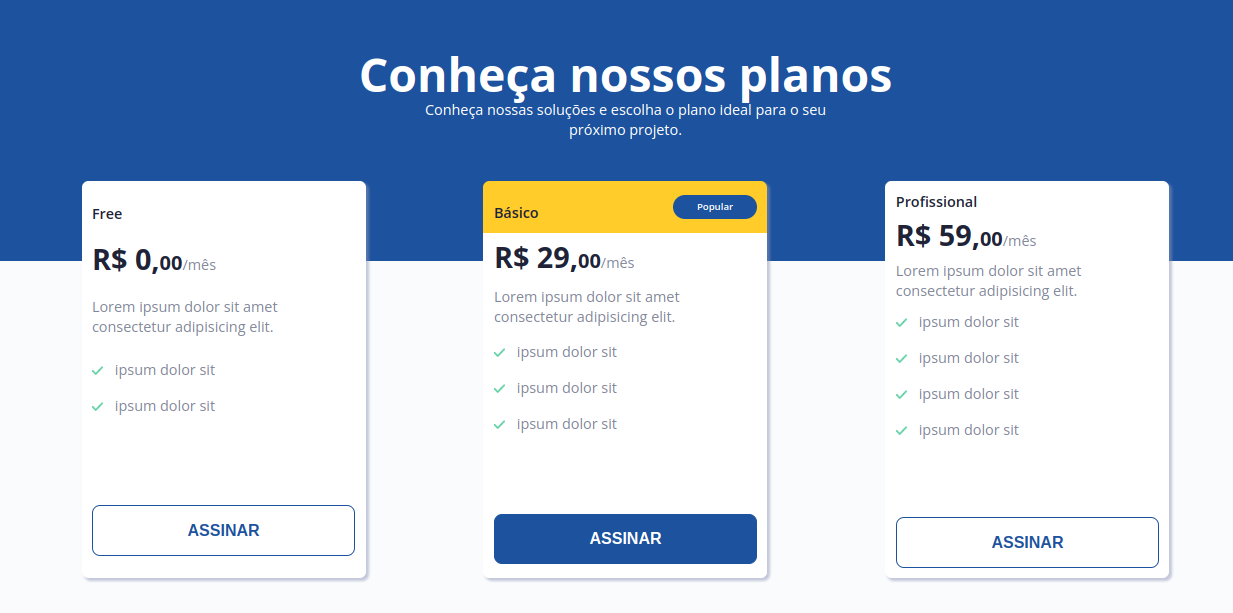 Conheça nossos planos
Conheça nossas soluções e escolha o plano ideal para o seu
próximo projeto.
Free
R$ 0,00/mês
Lorem ipsum dolor sit amet
consectetur adipisicing elit.
ipsum dolor sit
ipsum dolor sit
ASSINAR
Básico
Popular
R$ 29,00/mês
Lorem ipsum dolor sit amet
consectetur adipisicing elit.
ipsum dolor sit
ipsum dolor sit
ipsum dolor sit
ASSINAR
Profissional
R$ 59,00/mês
Lorem ipsum dolor sit amet
consectetur adipisicing elit.
ipsum dolor sit
ipsum dolor sit
ipsum dolor sit
ipsum dolor sit
ASSINAR